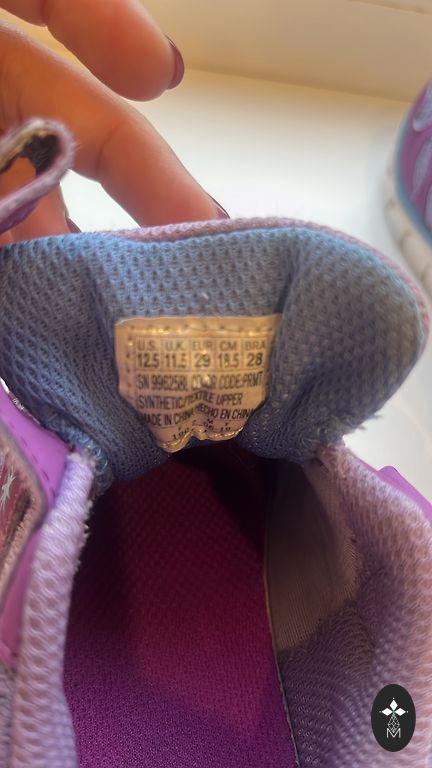 U.S. U.K. EUR CM BRA
12.5 11.5 29 18.5 28
SN 99625BL COLOR CODE:PRMT
SYNTHETIC/TEXTILE UPPER
MADE IN CHINA/HECHO EN CHINA